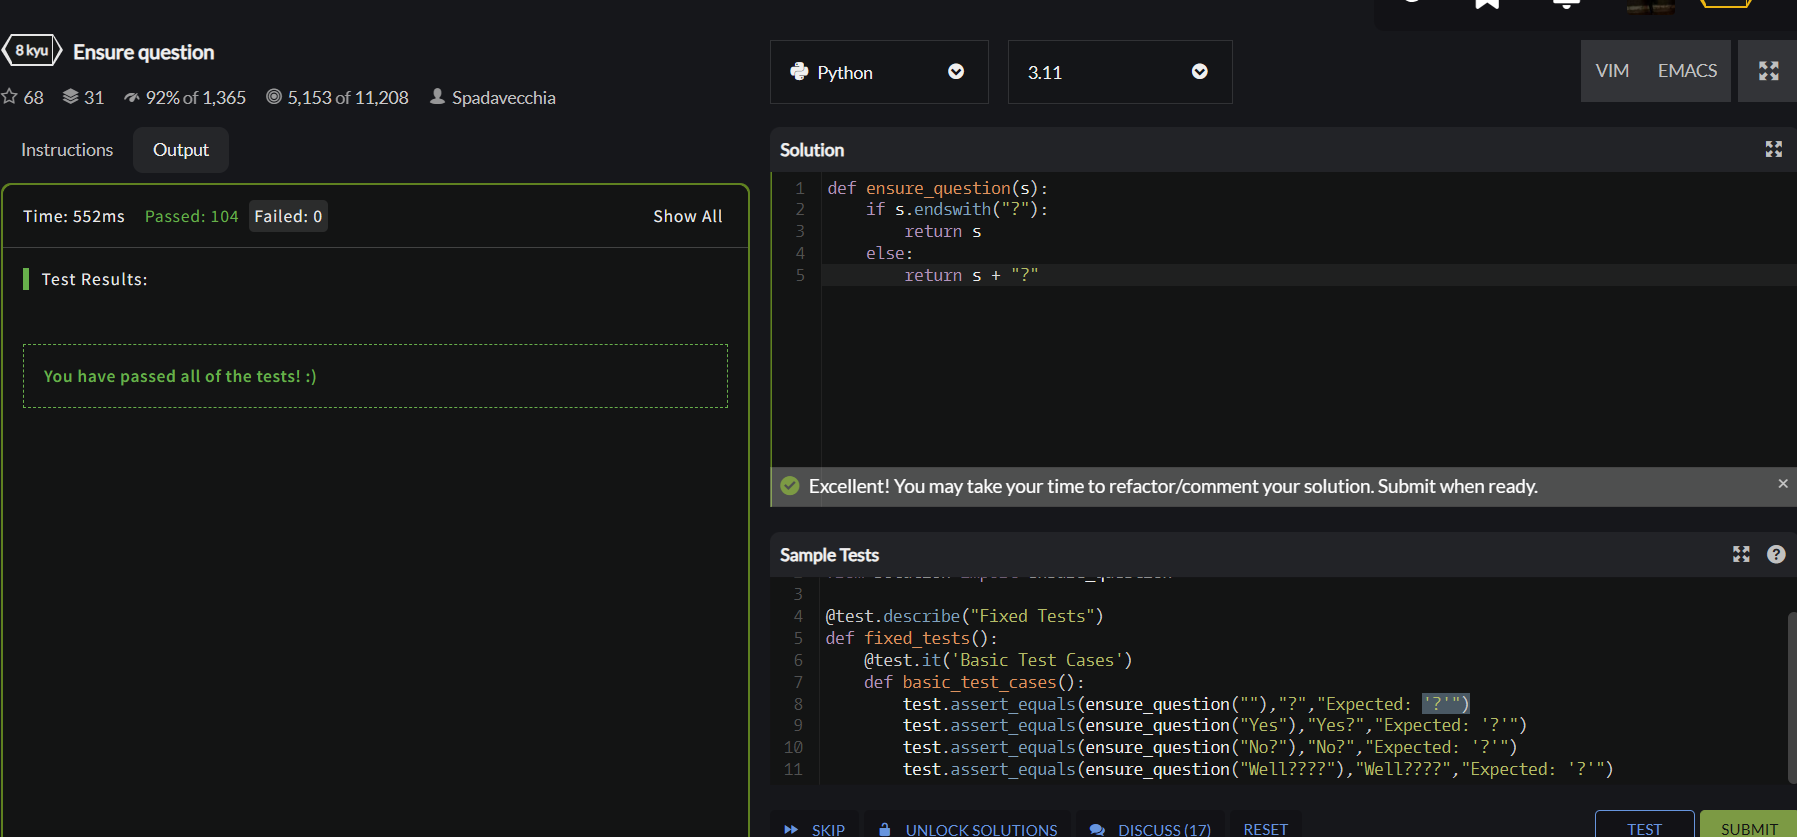 8 kyu Ensure question
68 31 92% of 1,365 5,153 of 11,208 Spadavecchia
Instructions Output
Time: 552ms Passed: 104 Failed: 0 Show All
Test Results:
You have passed all of the tests! :)
Python 3.11 VIM EMACS
Solution
1 def ensure_question(s):
2 if s.endswith("?"):
3 return s
4 else:
5 return s + "?"
Excellent! You may take your time to refactor/comment your solution. Submit when ready.
Sample Tests
3
4 @test.describe("Fixed Tests")
5 def fixed_tests():
6 @test.it('Basic Test Cases')
7 def basic_test_cases():
8 test.assert_equals(ensure_question(""),"?","Expected: '?'")
9 test.assert_equals(ensure_question("Yes"),"Yes?","Expected: '?'")
10 test.assert_equals(ensure_question("No?"),"No?","Expected: '?'")
11 test.assert_equals(ensure_question("Well????"),"Well????","Expected: '?'")
SKIP UNLOCK SOLUTIONS DISCUSS (17) RESET TEST SUBMIT